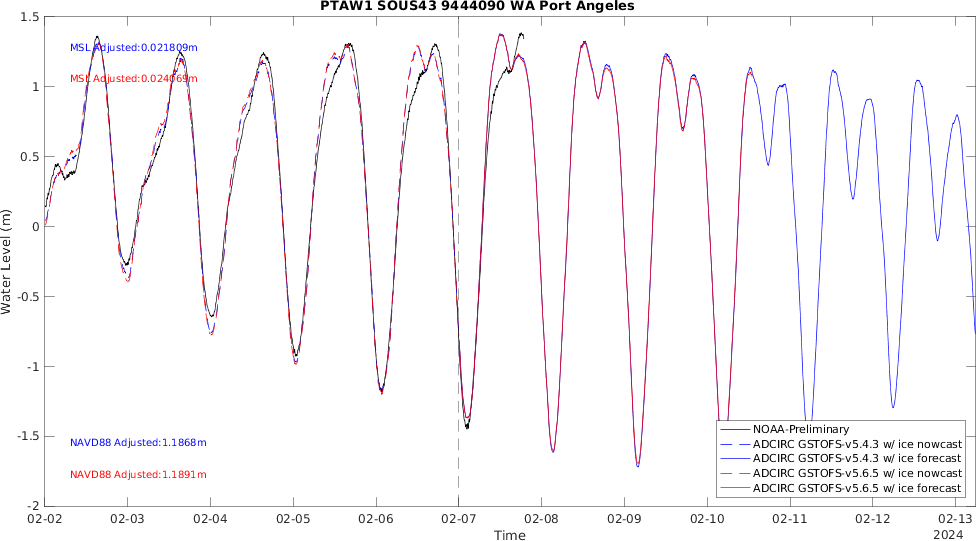 PTAW1 SOUS43 9444090 WA Port Angeles
1.5
MSL Adjusted:0.021809m
MSL Adjusted:0.024069m
1
0.5
0
-0.5
-1
-1.5
-2
Water Level (m)
NAVD88 Adjusted:1.1868m
NAVD88 Adjusted:1.1891m
NOAA-Preliminary
ADCIRC GSTOFS-v5.4.3 w/ ice nowcast
ADCIRC GSTOFS-v5.4.3 w/ ice forecast
ADCIRC GSTOFS-v5.6.5 w/ ice nowcast
ADCIRC GSTOFS-v5.6.5 w/ ice forecast
02-02 02-03 02-04 02-05 02-06 02-07 02-08 02-09 02-10 02-11 02-12 02-13
Time
2024